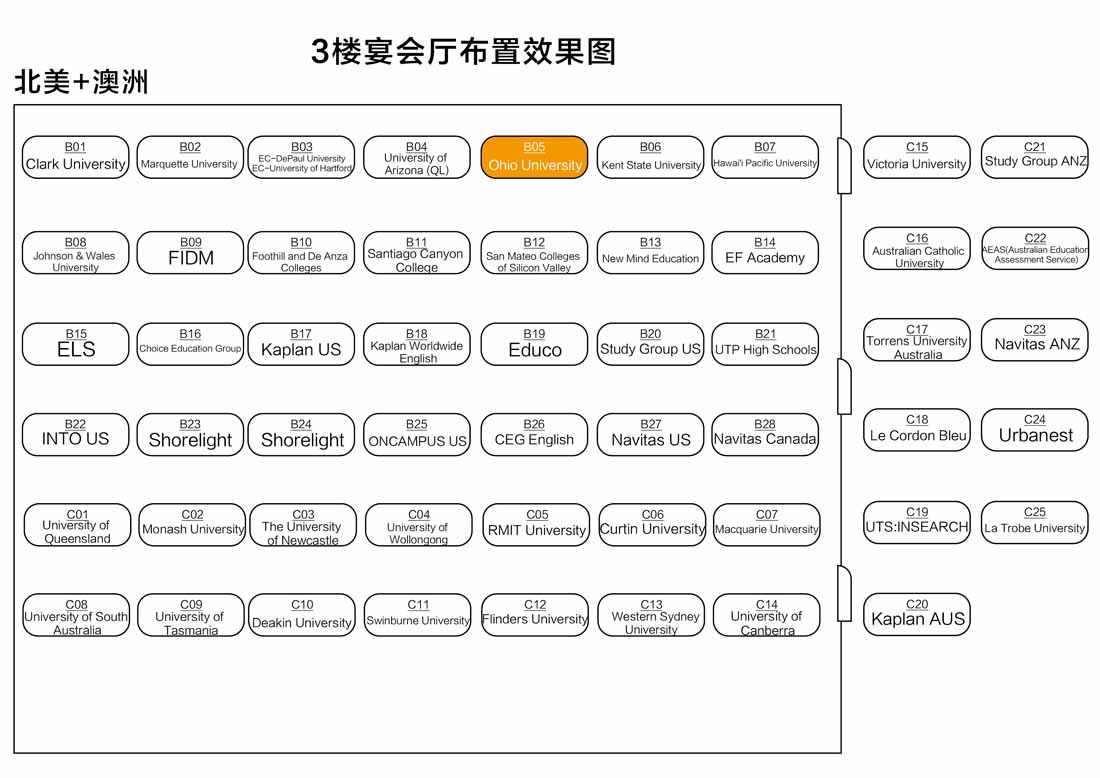 3楼宴会厅布置效果图
北美+澳洲
B01
Clark University
B02
Marquette University
B03
EC-DePaul University
EC-University of Hartford
B04
University of
Arizona (QL)
B05
Ohio University
B06
Kent State University
B07
Hawai'i Pacific University
C15
Victoria University
C21
Study Group ANZ
B08
Johnson & Wales
University
B09
FIDM
B10
Foothill and De Anza
Colleges
B11
Santiago Canyon
College
B12
San Mateo Colleges
of Silicon Valley
B13
New Mind Education
B14
EF Academy
C16
Australian Catholic
University
C22
AEAS(Australian Education
Assessment Service)
B15
ELS
B16
Choice Education Group
B17
Kaplan US
B18
Kaplan Worldwide
English
B19
Educo
B20
Study Group US
B21
UTP High Schools
C17
Torrens University
Australia
C23
Navitas ANZ
B22
INTO US
B23
Shorelight
B24
Shorelight
B25
ONCAMPUS US
B26
CEG English
B27
Navitas US
B28
Navitas Canada
C18
Le Cordon Bleu
C24
Urbanest
C01
University of
Queensland
C02
Monash University
C03
The University
of Newcastle
C04
University of
Wollongong
C05
RMIT University
C06
Curtin University
C07
Macquarie University
C19
UTS:INSEARCH
C25
La Trobe University
C08
University of South
Australia
C09
University of
Tasmania
C10
Deakin University
C11
Swinburne University
C12
Flinders University
C13
Western Sydney
University
C14
University of
Canberra
C20
Kaplan AUS